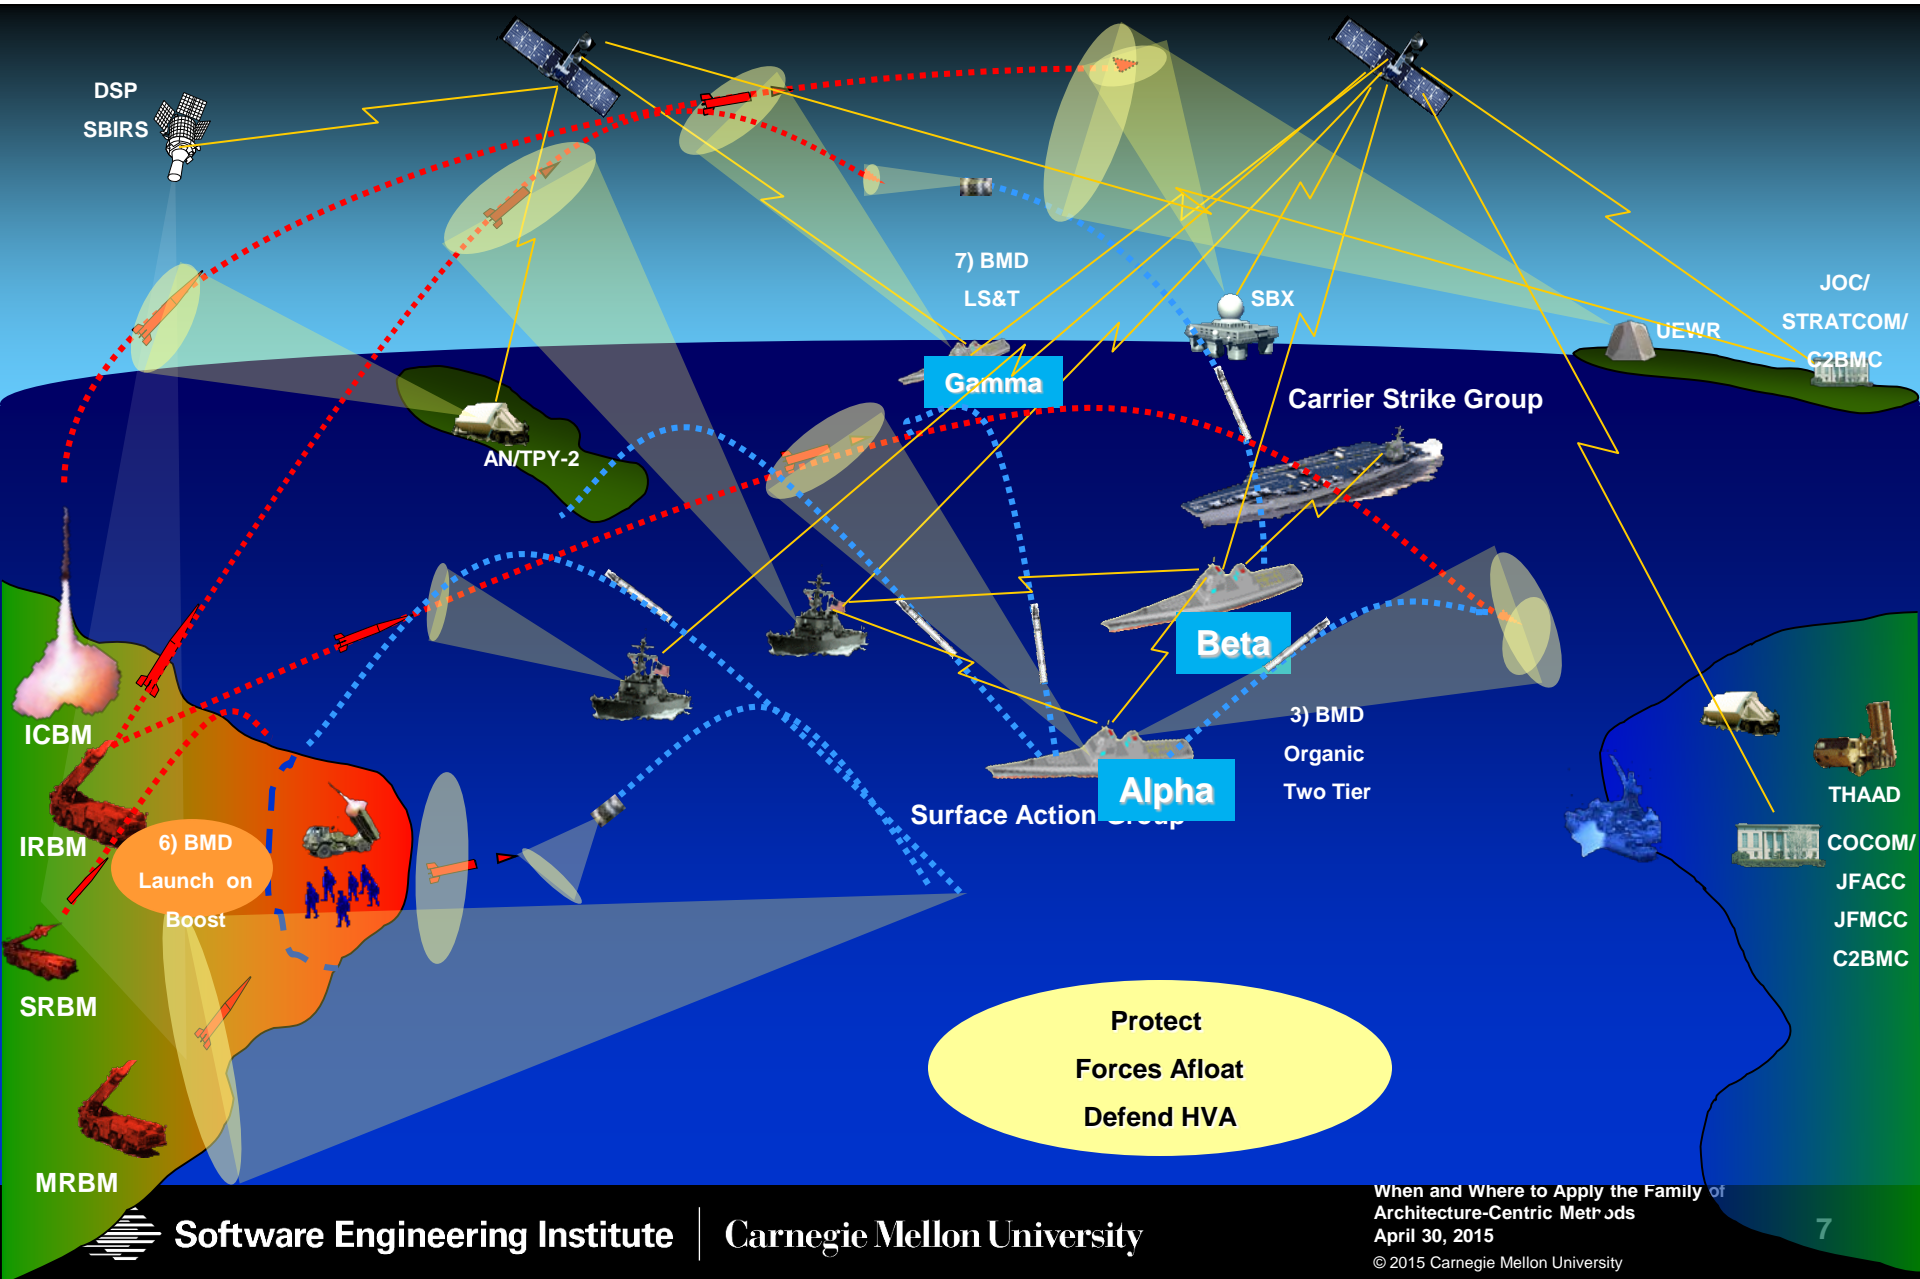 DSP
SBIRS
7) BMD
LS&T
SBX
JOC/
STRATCOM/
C2BMC
UEWR
Gamma
Carrier Strike Group
AN/TPY-2
Beta
ICBM
3) BMD
Organic
Two Tier
Alpha
Surface Action Group
THAAD
IRBM
6) BMD
Launch on
Boost
COCOM/
JFACC
JFMCC
C2BMC
SRBM
Protect
Forces Afloat
Defend HVA
MRBM
Software Engineering Institute
Carnegie Mellon University
When and Where to Apply the Family of
Architecture-Centric Methods
April 30, 2015
© 2015 Carnegie Mellon University
7